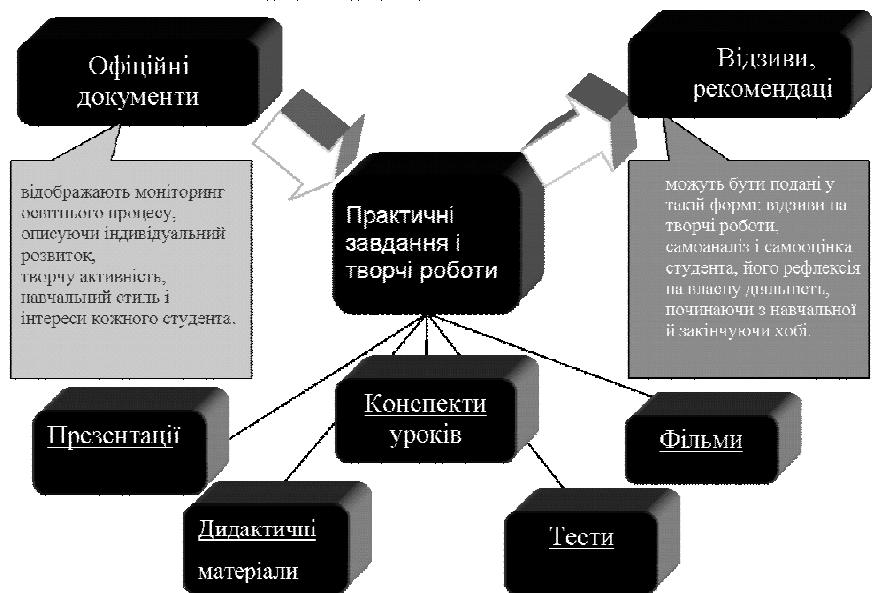 Офіційні
документи
Відзиви,
рекомендаці
відображають моніторинг
освітнього процесу,
описуючи індивідуальний
розвиток,
творчу активність,
навчальний стиль і
інтереси кожного студента.
Практичні
завдання і
творчі роботи
можуть бути подані у
такій формі: відзиви на
творчі роботи,
самоаналіз і самооцінка
студента, його рефлексія
на власну діяльність,
починаючи з навчальної
й закінчуючи хобі.
Презентації
Конспекти
уроків
Фільми
Дидактичні
матеріали
Тести